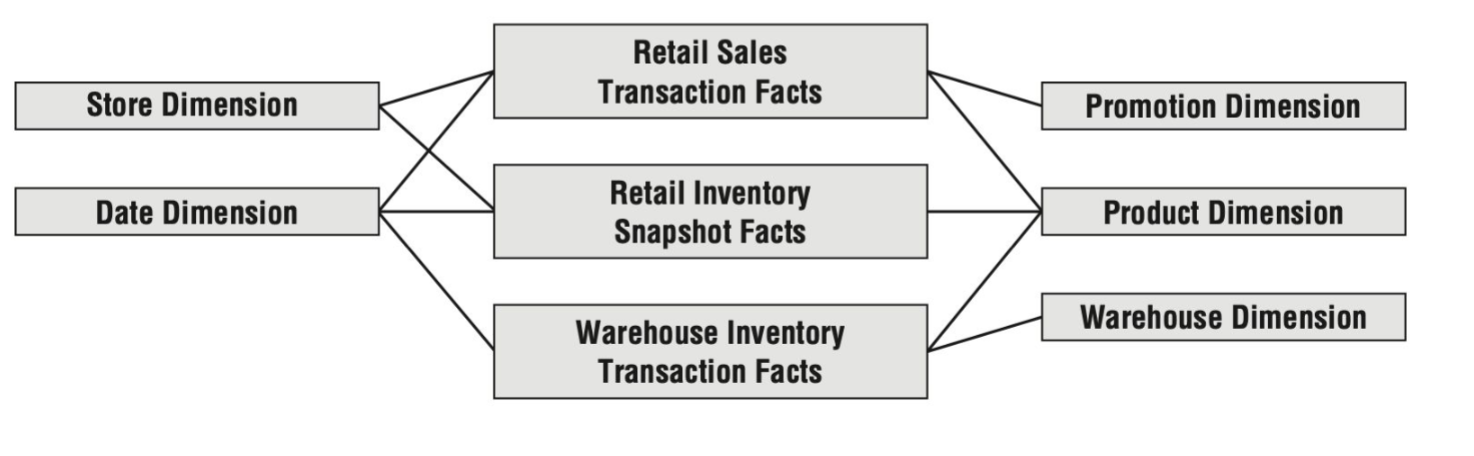 Store Dimension
Date Dimension
Retail Sales
Transaction Facts
Retail Inventory
Snapshot Facts
Warehouse Inventory
Transaction Facts
Promotion Dimension
Product Dimension
Warehouse Dimension